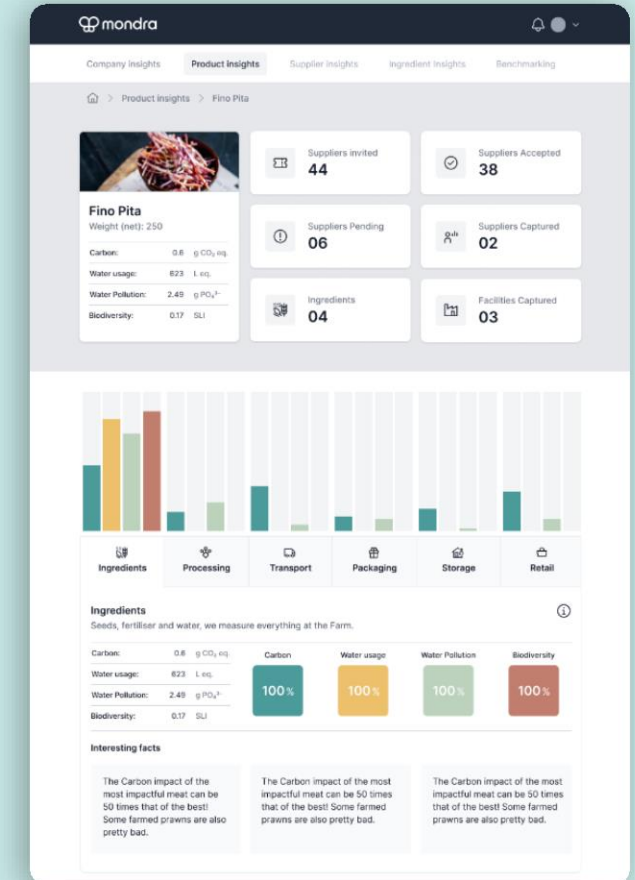 mondra
Company Insights Product insights Supplier Insights Ingredient Insights Benchmarking
> Product insights > Fino Pita
Suppliers invited
44
Suppliers Accepted
38
Fino Pita
Weight (net): 250
Carbon: 0.6 g CO₂ eq.
Water usage: 623 L eq.
Water Pollution: 2.49 g PO₄³⁻
Biodiversity: 0.17 SLI
Suppliers Pending
06
Suppliers Captured
02
Ingredients
04
Facilities Captured
03
Ingredients Processing Transport Packaging Storage Retail
Ingredients
Seeds, fertiliser and water, we measure everything at the Farm.
Carbon: 0.6 g CO₂ eq.
Water usage: 623 L eq.
Water Pollution: 2.49 g PO₄³⁻
Biodiversity: 0.17 SLI
Carbon Water usage Water Pollution Biodiversity
100% 100% 100% 100%
Interesting facts
The Carbon impact of the
most impactful meat can be
50 times that of the best!
Some farmed prawns are also
pretty bad.
The Carbon impact of the most
impactful meat can be 50 times
that of the best! Some farmed
prawns are also pretty bad.
The Carbon impact of the most
impactful meat can be 50 times
that of the best! Some farmed
prawns are also pretty bad.